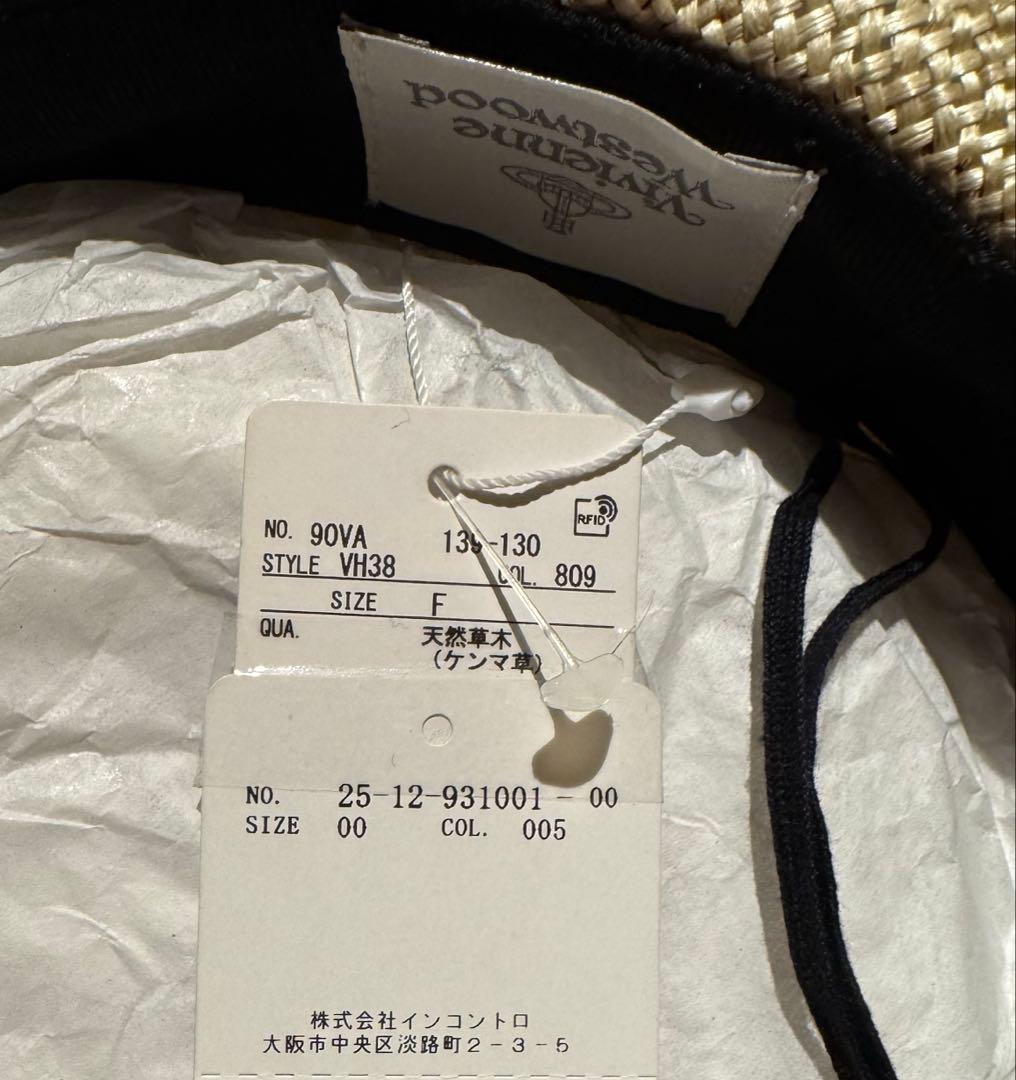 Vivienne
Westwood
RFID
NO. 90VA 139-130
STYLE VH38 COL. 809
SIZE F
QUA. 天然草木
(ケンマ草)
NO. 25-12-931001-00
SIZE 00 COL. 005
株式会社インコントロ
大阪市中央区淡路町2-3-5